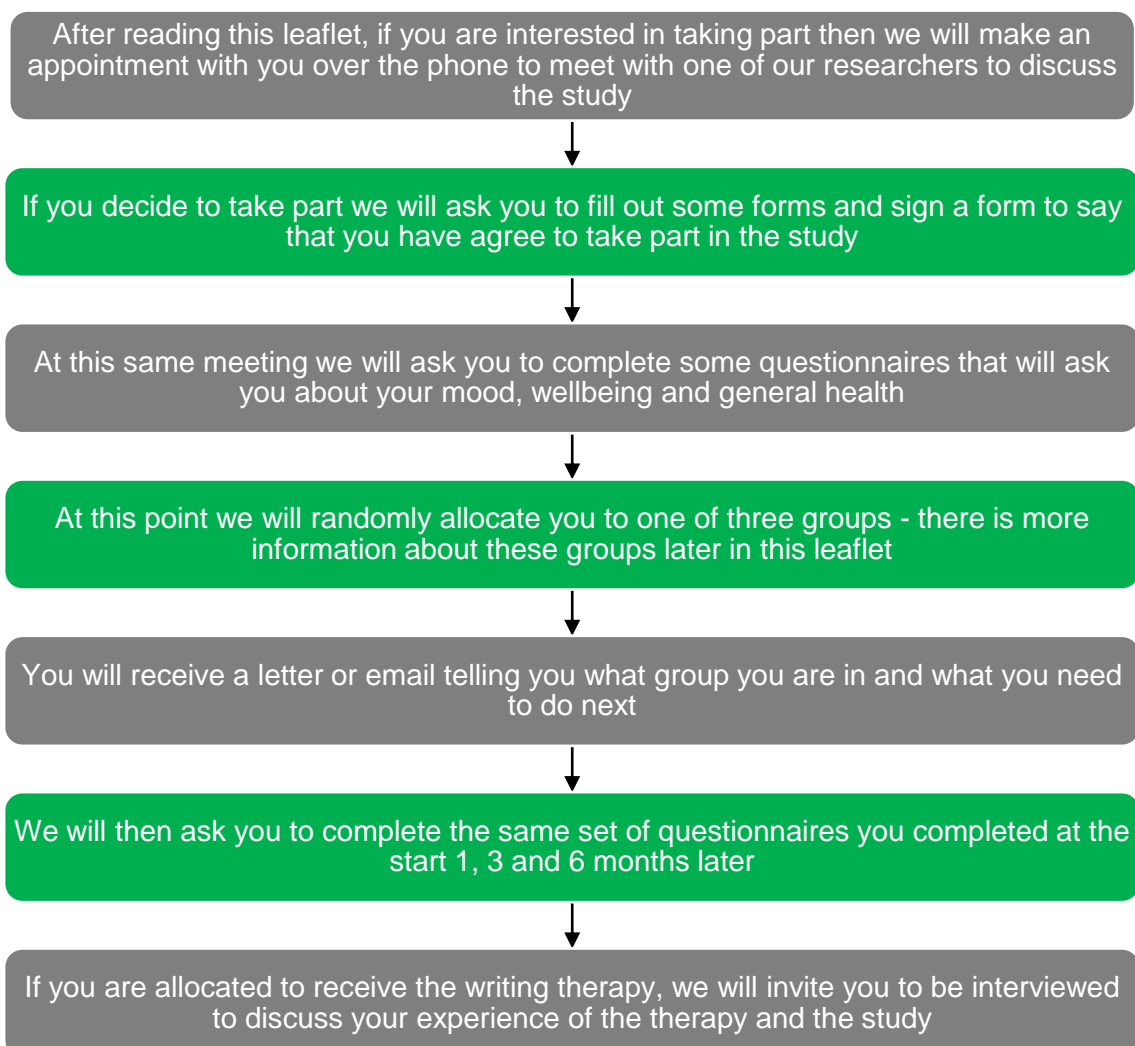 After reading this leaflet, if you are interested in taking part then we will make an
appointment with you over the phone to meet with one of our researchers to discuss
the study
If you decide to take part we will ask you to fill out some forms and sign a form to say
that you have agree to take part in the study
At this same meeting we will ask you to complete some questionnaires that will ask
you about your mood, wellbeing and general health
At this point we will randomly allocate you to one of three groups - there is more
information about these groups later in this leaflet
You will receive a letter or email telling you what group you are in and what you need
to do next
We will then ask you to complete the same set of questionnaires you completed at the
start 1, 3 and 6 months later
If you are allocated to receive the writing therapy, we will invite you to be interviewed
to discuss your experience of the therapy and the study